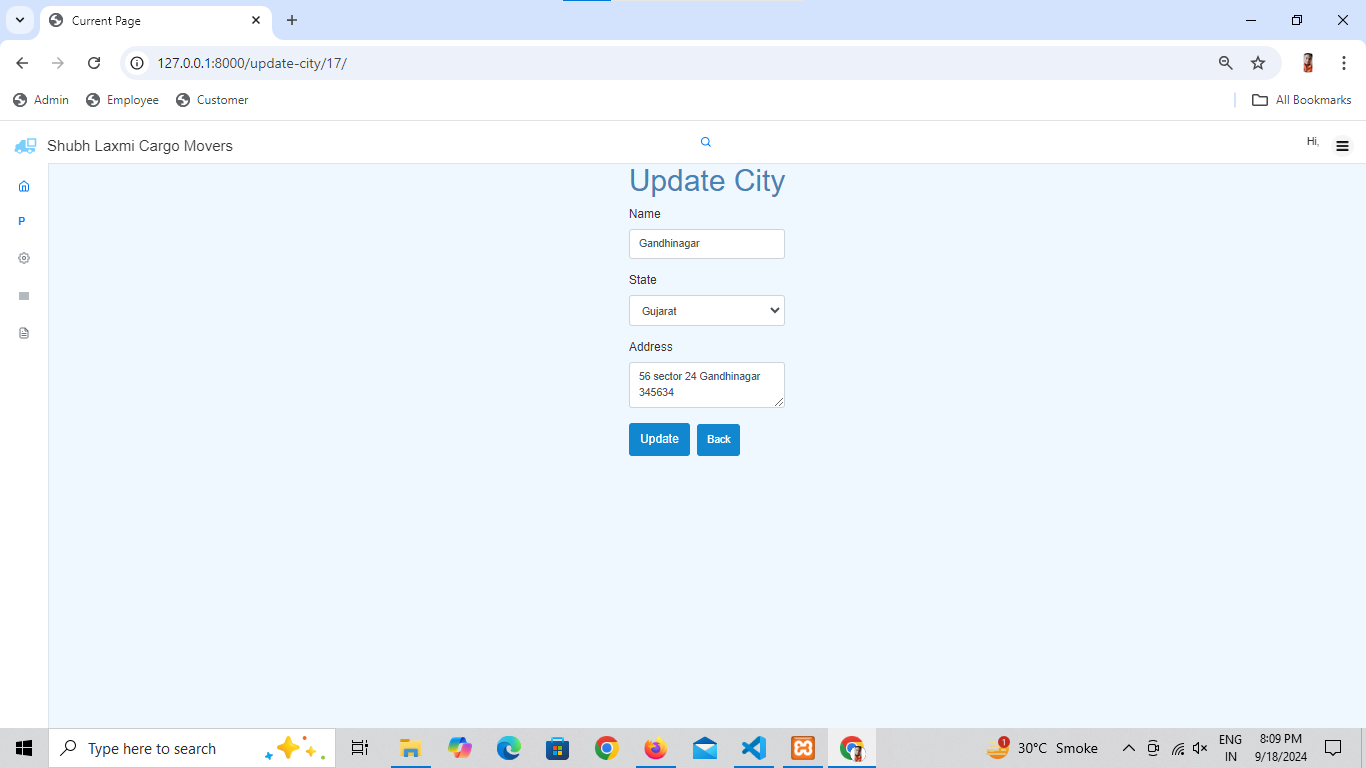 Current Page
127.0.0.1:8000/update-city/17/
Admin
Employee
Customer
All Bookmarks
Shubh Laxmi Cargo Movers
Hi,
P
Update City
Name
Gandhinagar
State
Gujarat
Address
56 sector 24 Gandhinagar
345634
Update
Back
Type here to search
1
30°C Smoke
ENG
IN
8:09 PM
9/18/2024